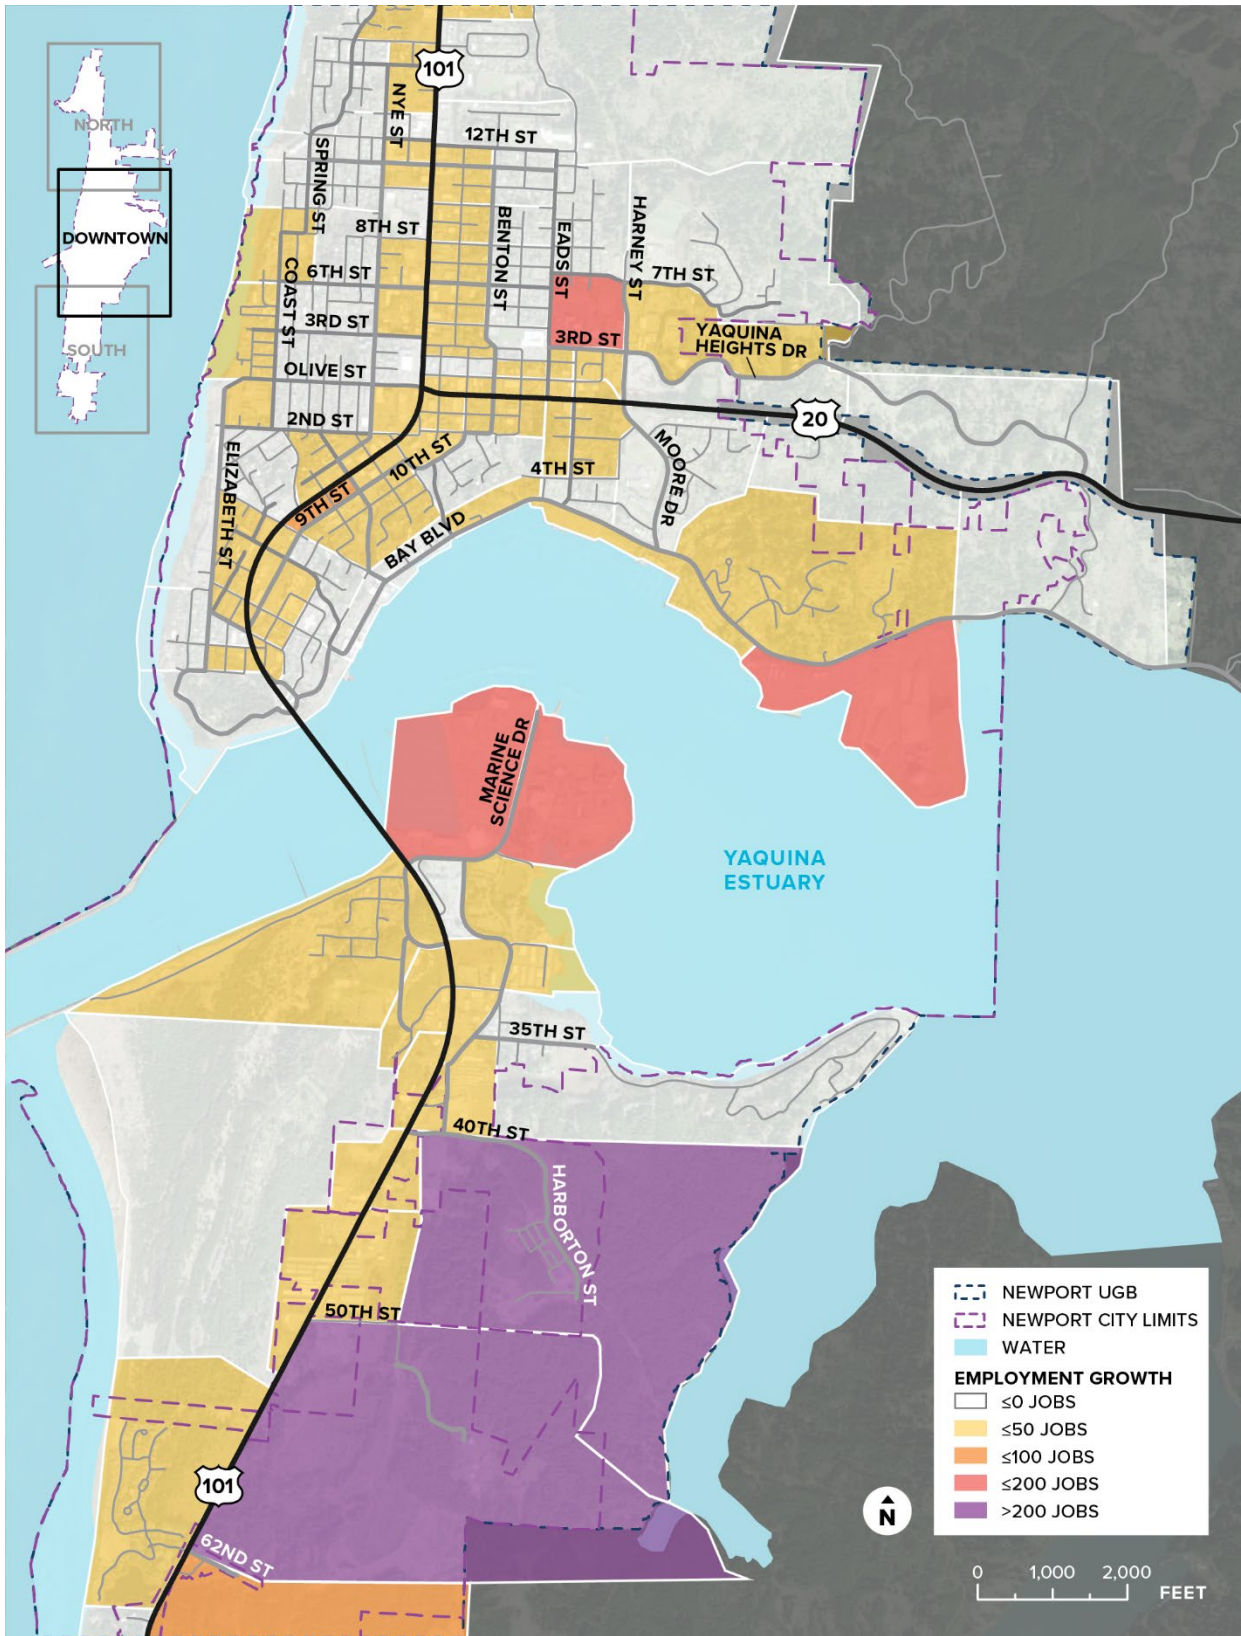 NORTH
DOWNTOWN
SOUTH
101
NYE ST
12TH ST
SPRING ST
HARNEY ST
BENTON ST
EADS ST
8TH ST
COAST ST
6TH ST
7TH ST
3RD ST
3RD ST
YAQUINA
HEIGHTS DR
OLIVE ST
2ND ST
20
ELIZABETH ST
10TH ST
MOORE DR
4TH ST
9TH ST
BAY BLVD
MARINE
SCIENCE DR
YAQUINA
ESTUARY
35TH ST
40TH ST
HARBORTON ST
50TH ST
101
62ND ST
NEWPORT UGB
NEWPORT CITY LIMITS
WATER
EMPLOYMENT GROWTH
≤0 JOBS
≤50 JOBS
≤100 JOBS
≤200 JOBS
>200 JOBS
N
0 1,000 2,000
FEET